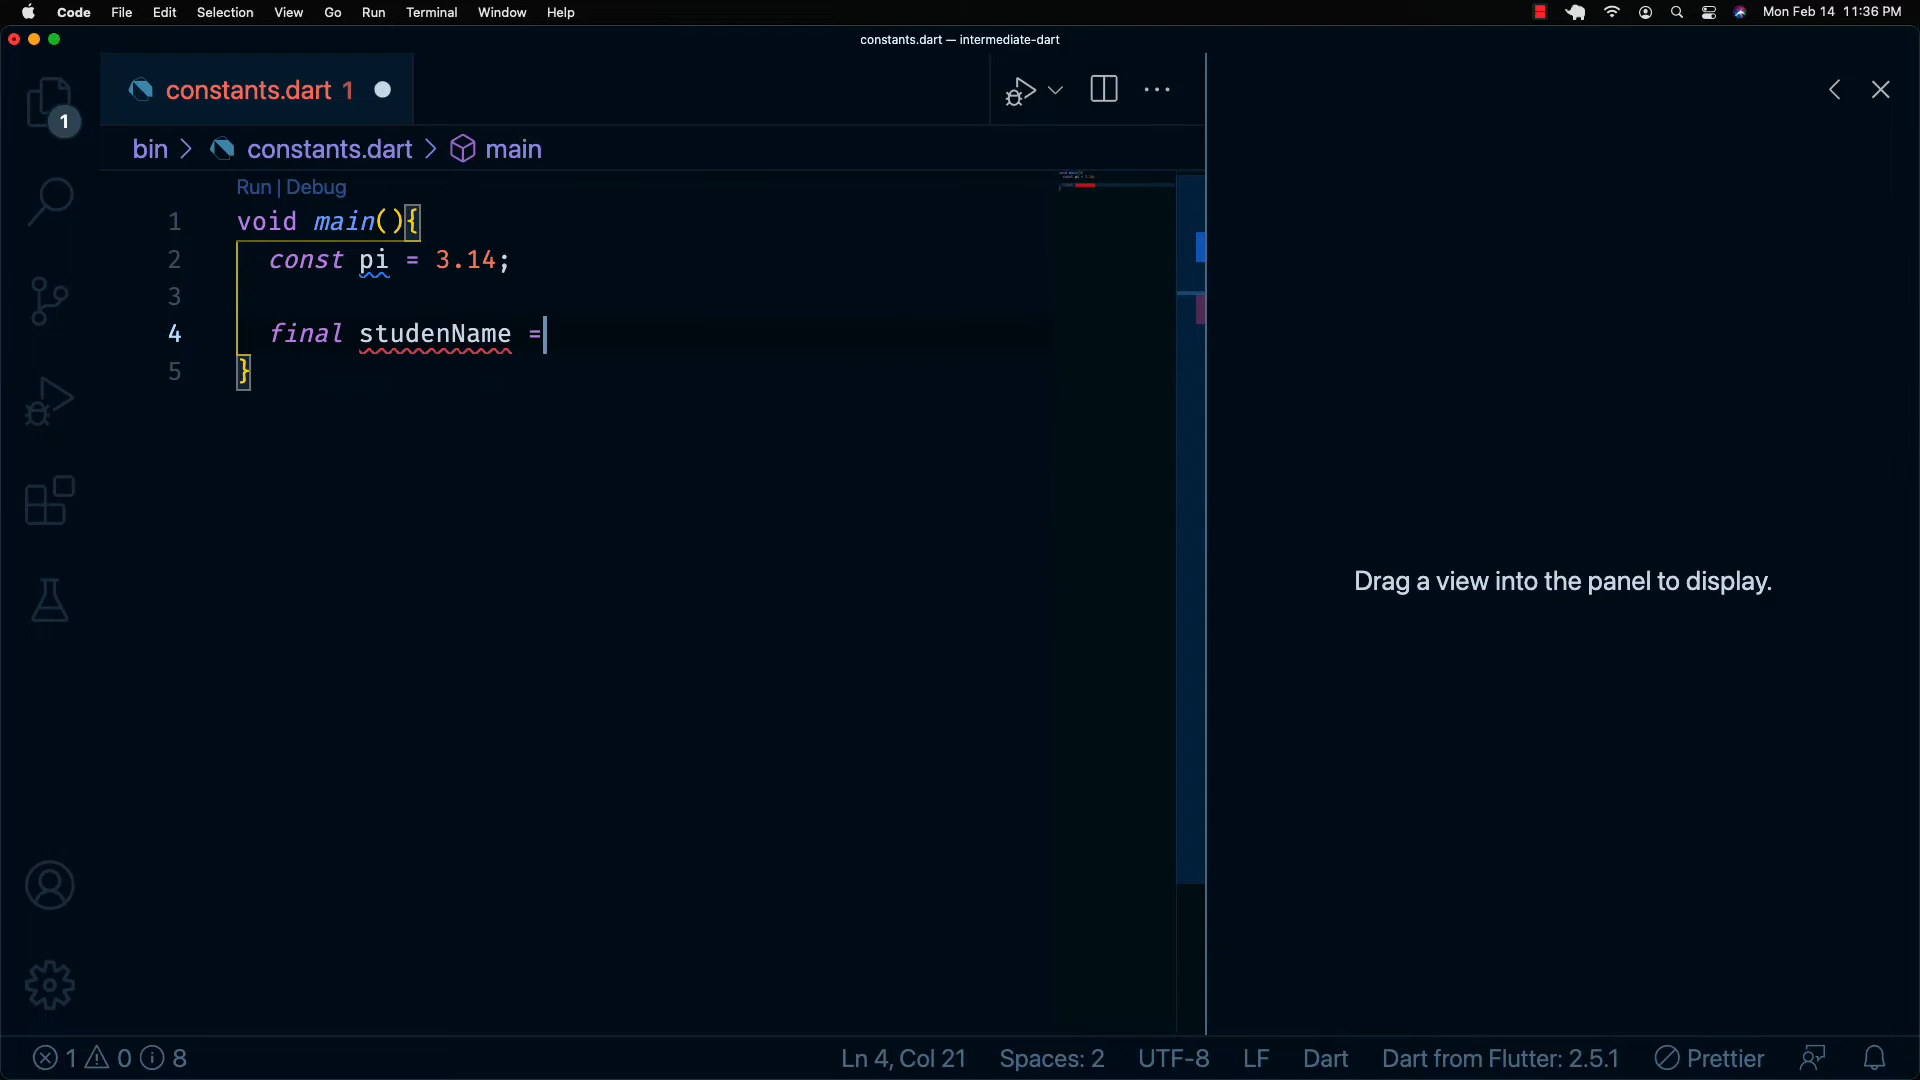 Code File Edit Selection View Go Run Terminal Window Help Mon Feb 14 11:36 PM
constants.dart — intermediate-dart
constants.dart 1
1
bin > constants.dart > main
Run | Debug
1 void main(){
2 const pi = 3.14;
3
4 final studenName =
5 }
Drag a view into the panel to display.
1 0 8 Ln 4, Col 21 Spaces: 2 UTF-8 LF Dart Dart from Flutter: 2.5.1 Prettier